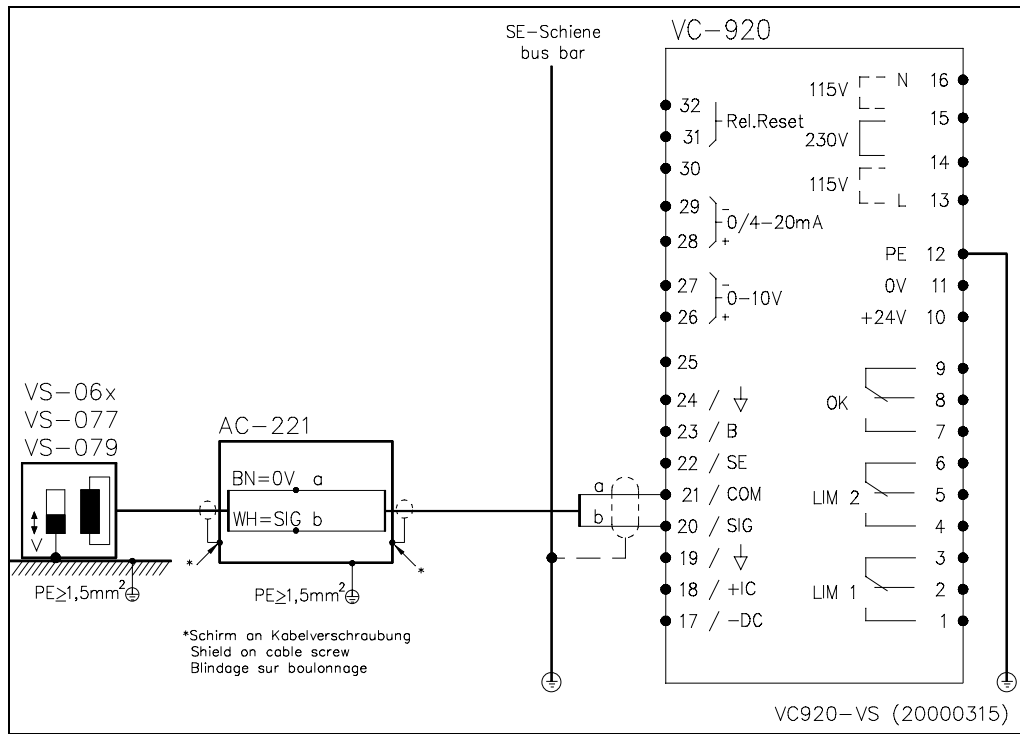 SE-Schiene
bus bar
VC-920
32
31
Rel.Reset
30
29
28
-
0/4-20mA
+
27
26
-
0-10V
+
25
24 / 
23 / B
22 / SE
21 / COM
20 / SIG
19 / 
18 / +IC
17 / -DC
115V
N 16
15
230V
14
115V
L 13
PE 12
0V 11
+24V 10
9
OK 8
7
6
LIM 2 5
4
3
LIM 1 2
1
a
b
VS-06x
VS-077
VS-079
V
PE≥1,5mm²
AC-221
BN=0V a
WH=SIG b
*
*
PE≥1,5mm²
*Schirm an Kabelverschraubung
Shield on cable screw
Blindage sur boulonnage
VC920-VS (20000315)